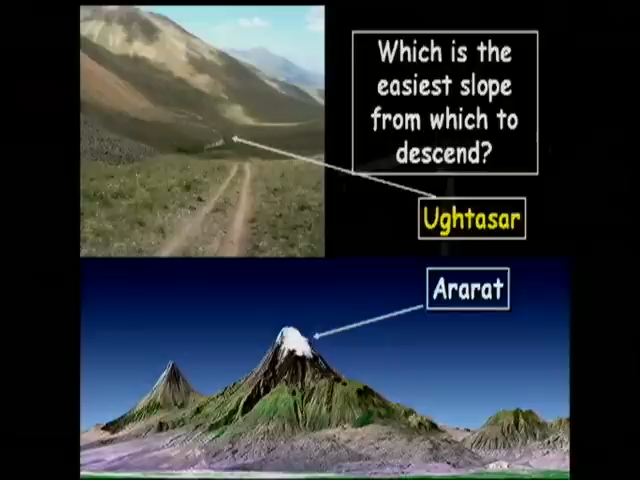 Which is the
easiest slope
from which to
descend?
Ughtasar
Ararat